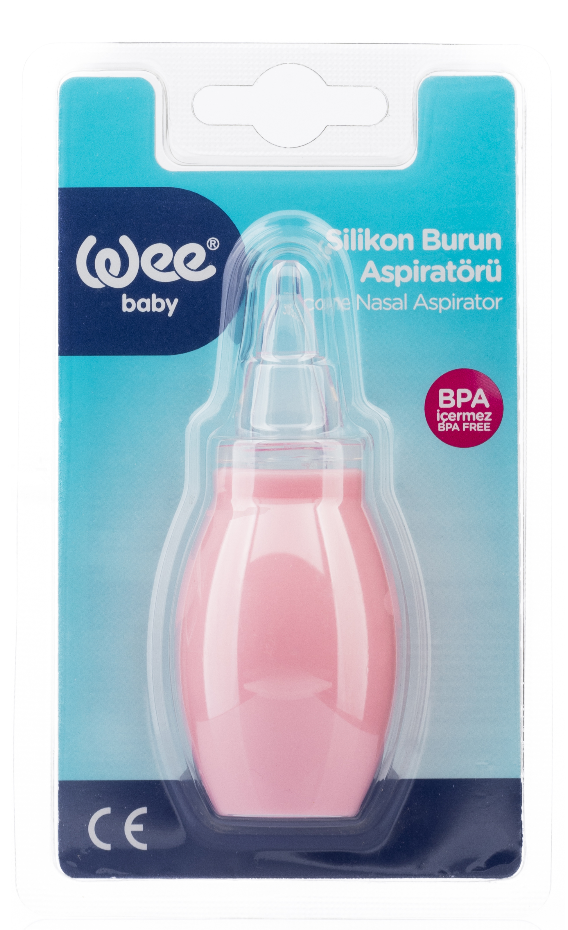 Wee®
baby
Silikon Burun
Aspiratörü
Nasal Aspirator
BPA
içermez
BPA FREE
CE